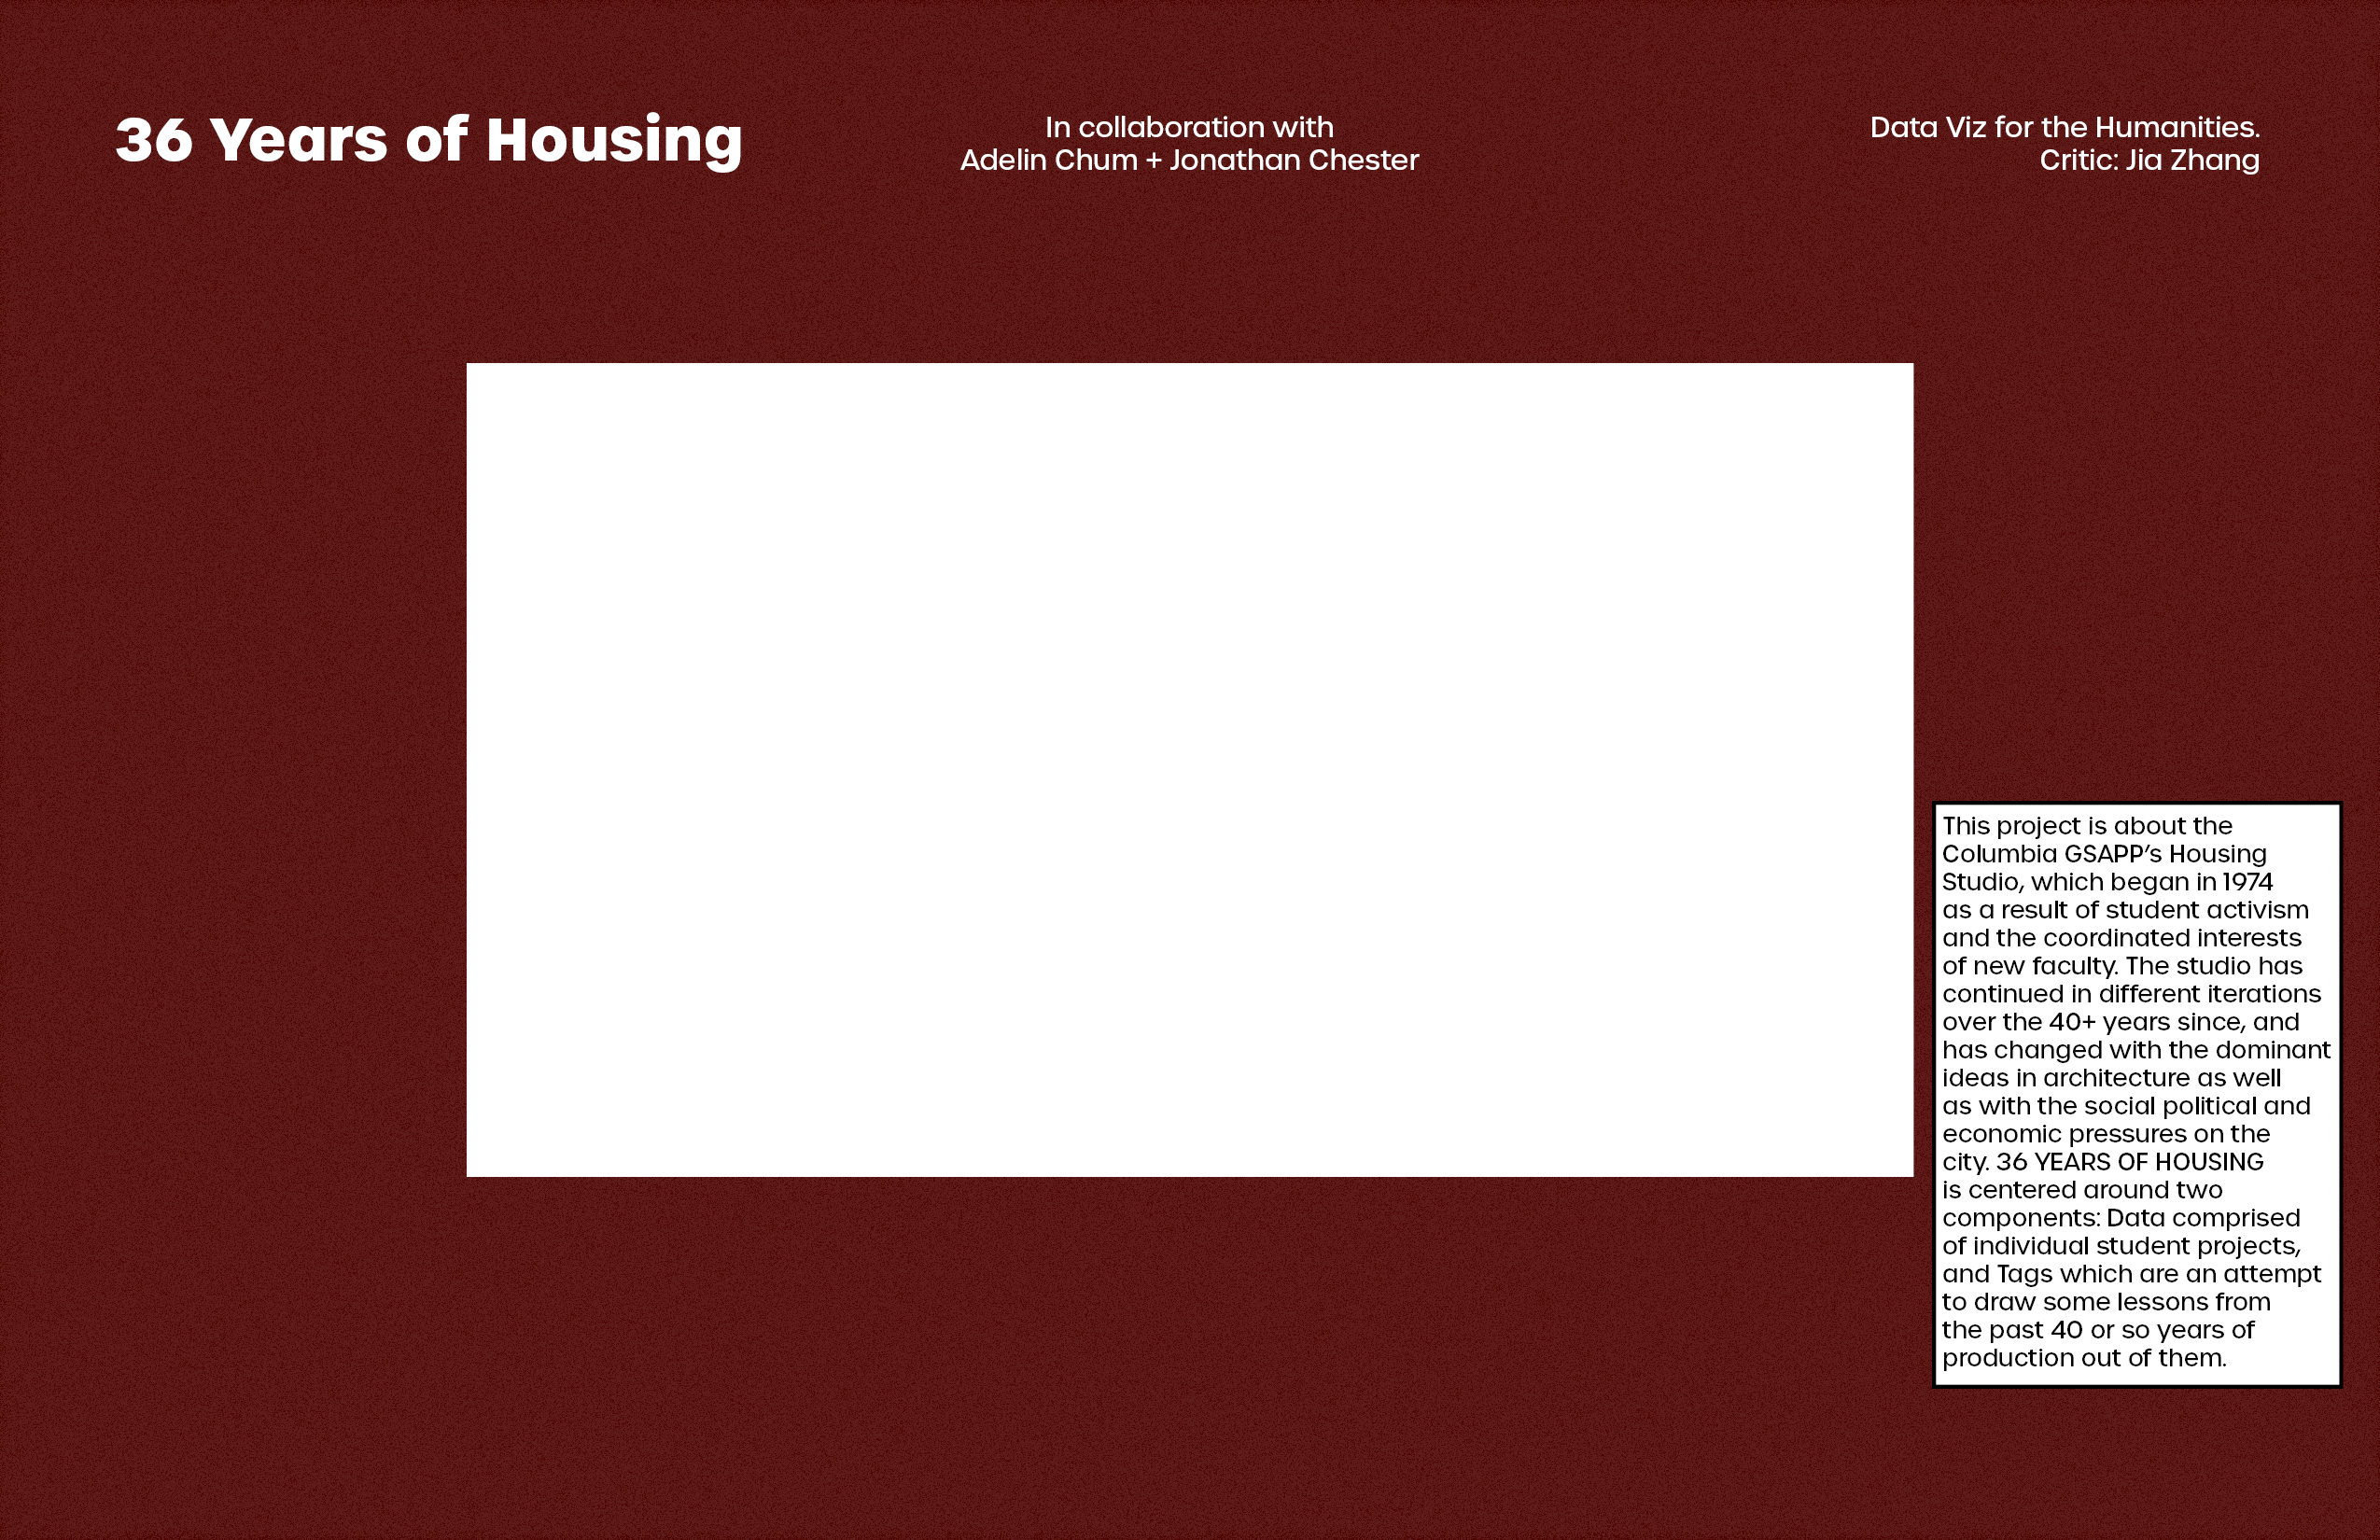 36 Years of Housing
In collaboration with
Adelin Chum + Jonathan Chester
Data Viz for the Humanities.
Critic: Jia Zhang
This project is about the
Columbia GSAPP’s Housing
Studio, which began in 1974
as a result of student activism
and the coordinated interests
of new faculty. The studio has
continued in different iterations
over the 40+ years since, and
has changed with the dominant
ideas in architecture as well
as with the social political and
economic pressures on the
city. 36 YEARS OF HOUSING
is centered around two
components: Data comprised
of individual student projects,
and Tags which are an attempt
to draw some lessons from
the past 40 or so years of
production out of them.